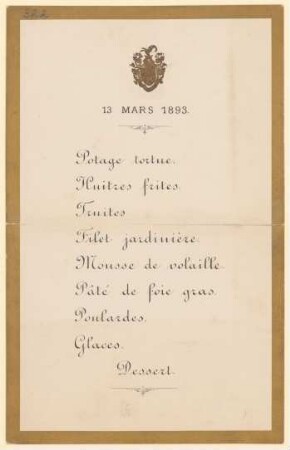 13 MARS 1893.
Potage tortue.
Huitres frites.
Truites
Filet jardinière.
Mousse de volaille
Pâté de foie gras.
Poulardes.
Glaces.
Dessert.